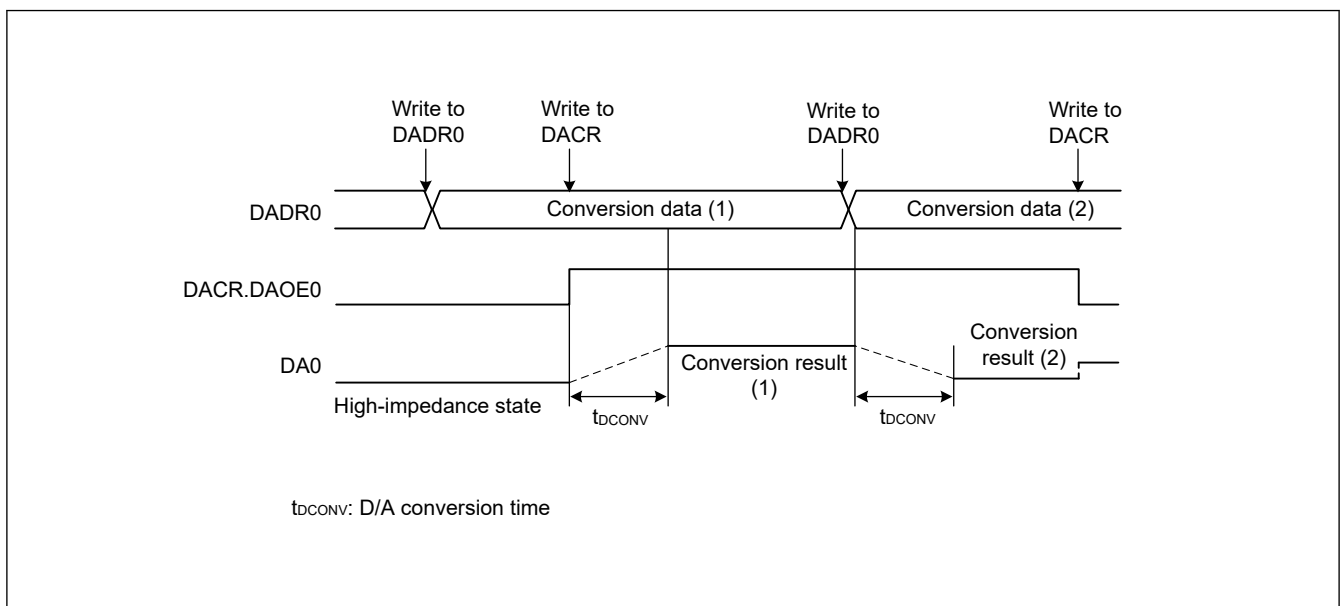 Write to
DADR0
Write to
DACR
Write to
DADR0
Write to
DACR
DADR0
Conversion data (1)
Conversion data (2)
DACR.DAOE0
DA0
Conversion result
(1)
Conversion
result (2)
High-impedance state
tDCONV
tDCONV
tDCONV: D/A conversion time